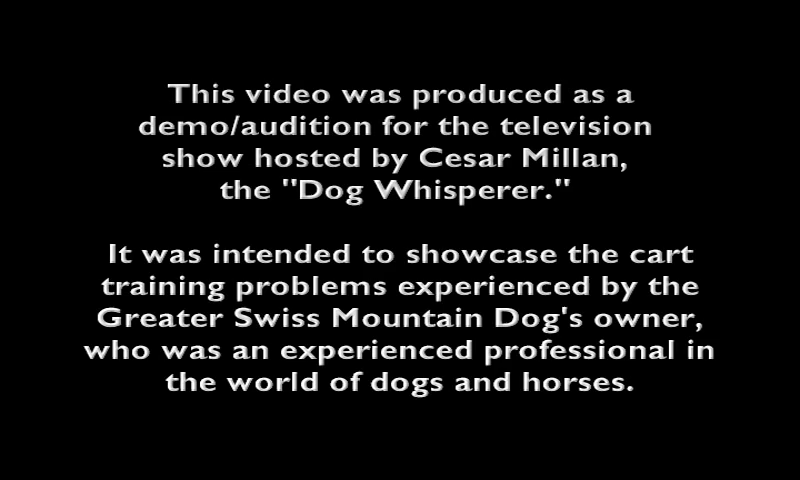 This video was produced as a
demo/audition for the television
show hosted by Cesar Millan,
the "Dog Whisperer."
It was intended to showcase the cart
training problems experienced by the
Greater Swiss Mountain Dog's owner,
who was an experienced professional in
the world of dogs and horses.